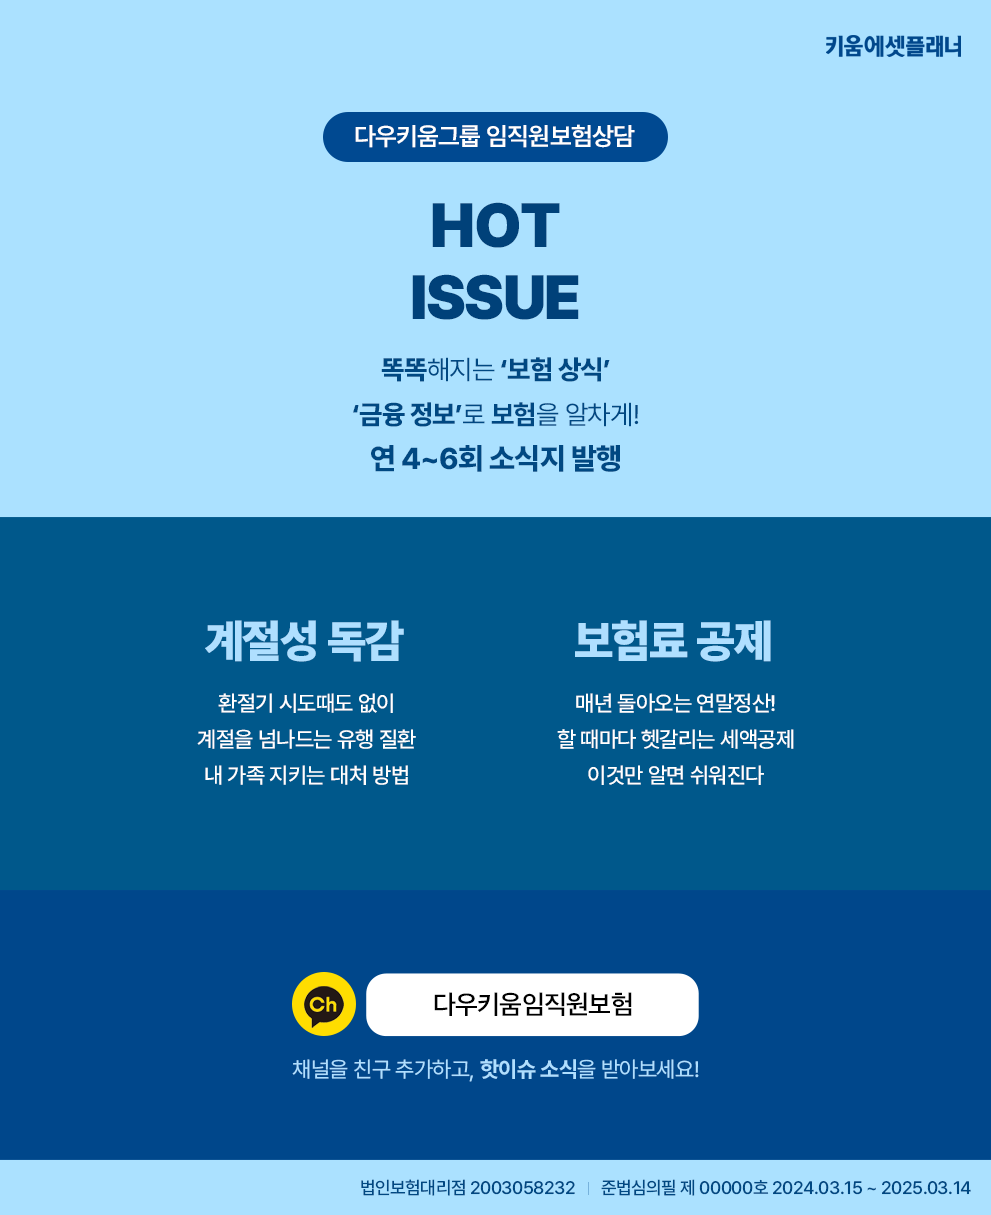 키움에셋플래너
다우키움그룹 임직원보험상담
HOT
ISSUE
똑똑해지는 ‘보험 상식’
‘금융 정보’로 보험을 알차게!
연 4~6회 소식지 발행
계절성 독감
환절기 시도때도 없이
계절을 넘나드는 유행 질환
내 가족 지키는 대처 방법
보험료 공제
매년 돌아오는 연말정산!
할 때마다 헷갈리는 세액공제
이것만 알면 쉬워진다
Ch
다우키움임직원보험
채널을 친구 추가하고, 핫이슈 소식을 받아보세요!
법인보험대리점 2003058232 | 준법심의필 제 00000호 2024.03.15 ~ 2025.03.14